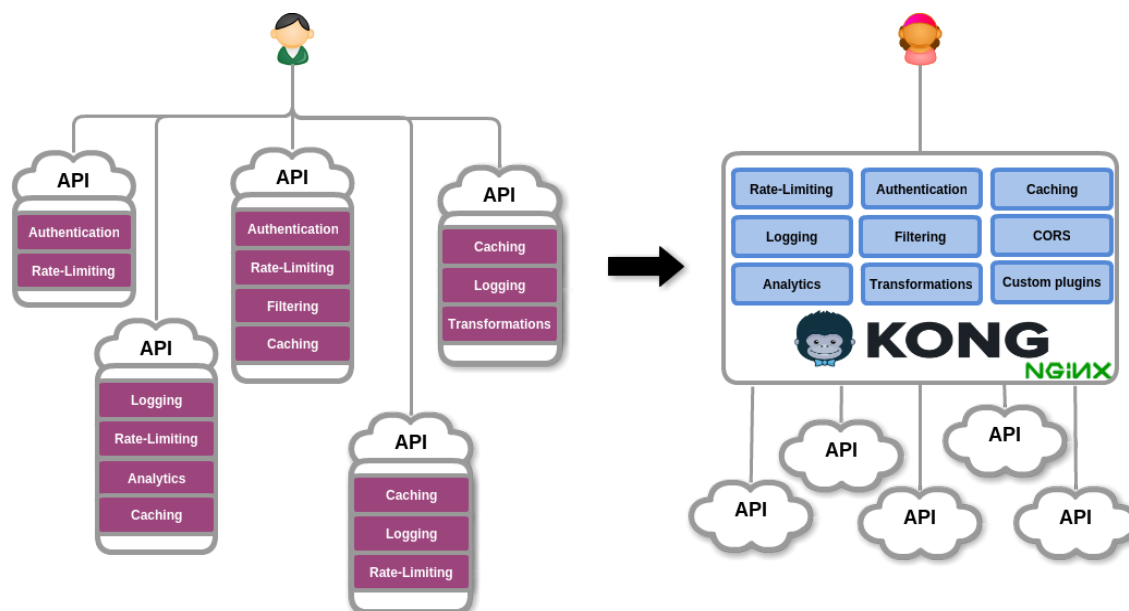 API
Authentication
Rate-Limiting
API
Logging
Rate-Limiting
Analytics
Caching
API
Authentication
Rate-Limiting
Filtering
Caching
API
Caching
Logging
Rate-Limiting
API
Caching
Logging
Transformations
Rate-Limiting
Authentication
Caching
Logging
Filtering
CORS
Analytics
Transformations
Custom plugins
KONG
NGINX
API
API
API
API
API